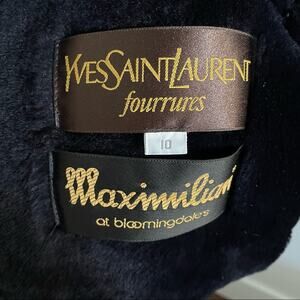 YVESSAINTLAURENT
fourrures
10
Maximilian
at bloomingdale's